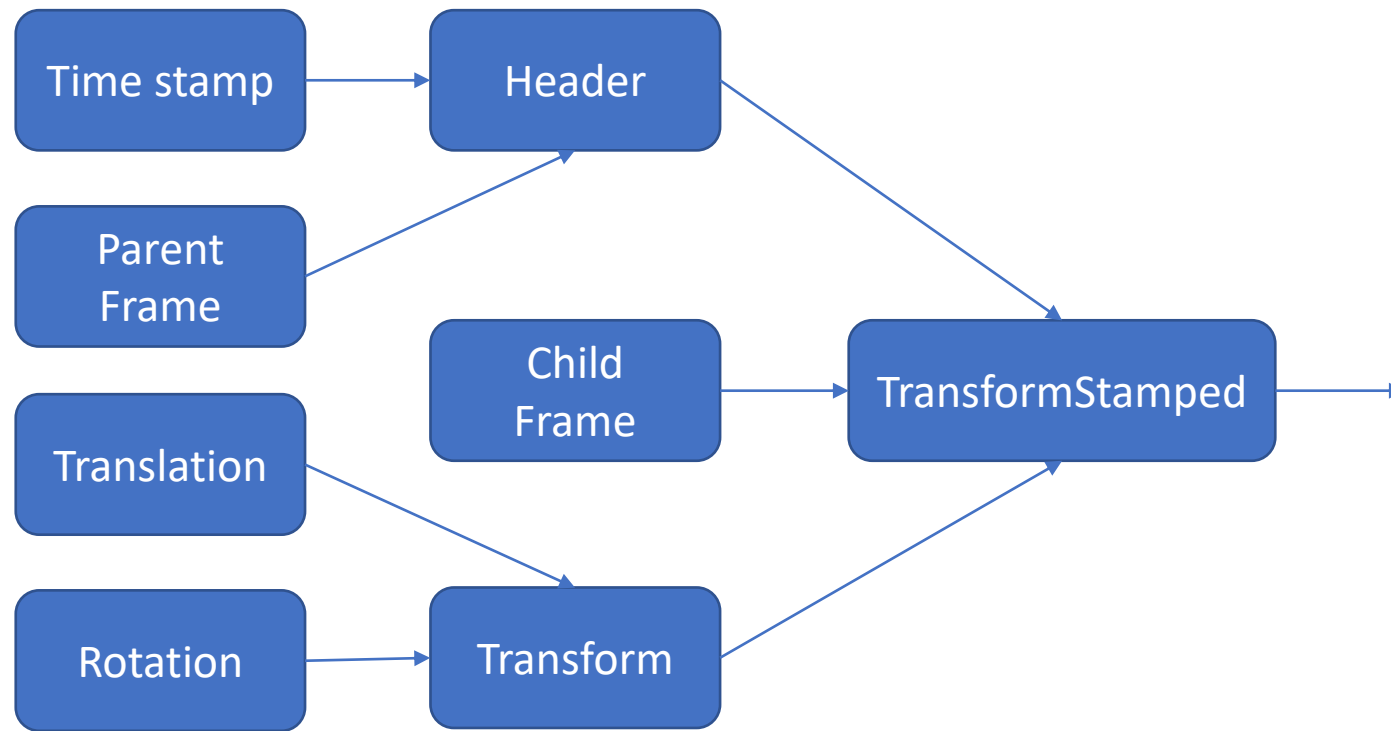 Time stamp
Header
Parent
Frame
Child
Frame
TransformStamped
Translation
Rotation
Transform